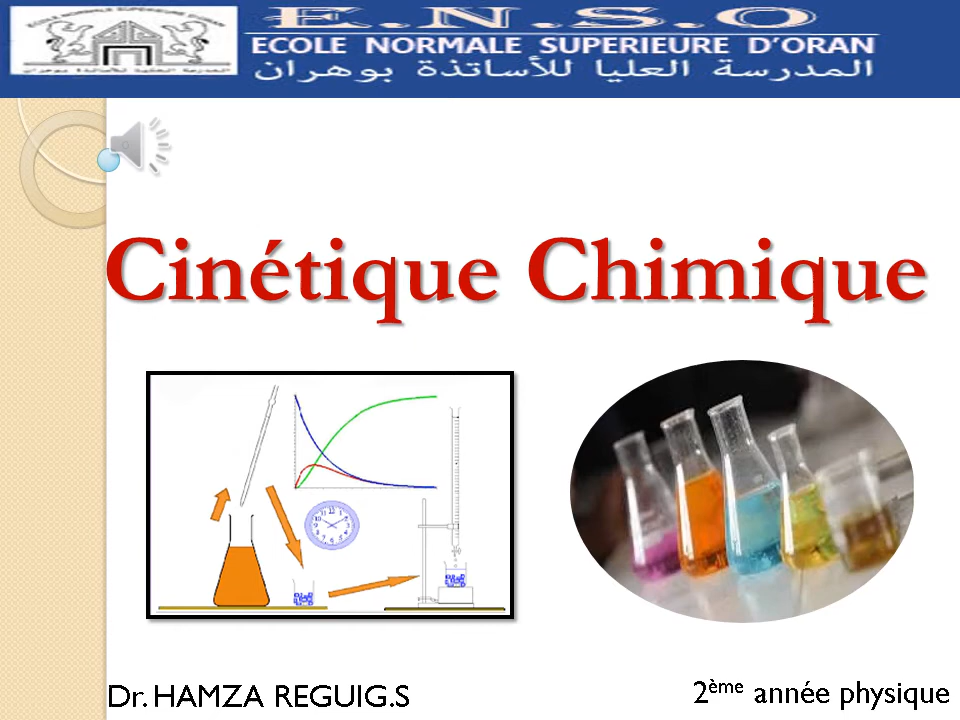 E.N.S.O
ECOLE NORMALE SUPERIEURE D'ORAN
المدرسة العليا للأساتذة بوهران
Cinétique Chimique
Dr. HAMZA REGUIG.S
2ème année physique